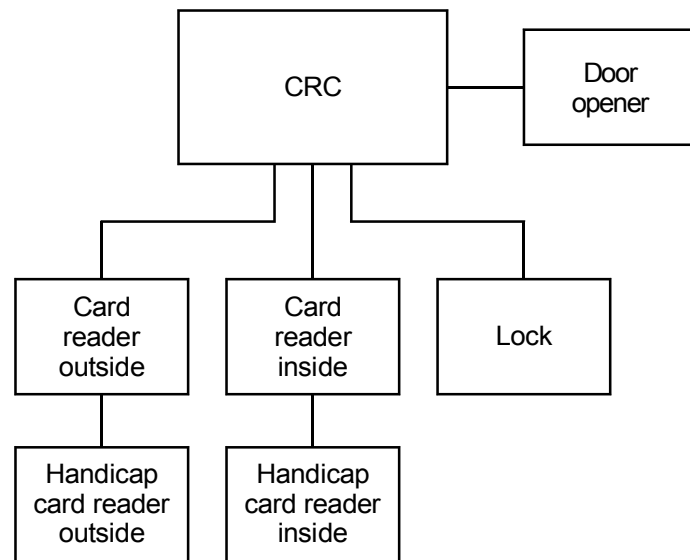 CRC
Door
opener
Card
reader
outside
Card
reader
inside
Lock
Handicap
card reader
outside
Handicap
card reader
inside